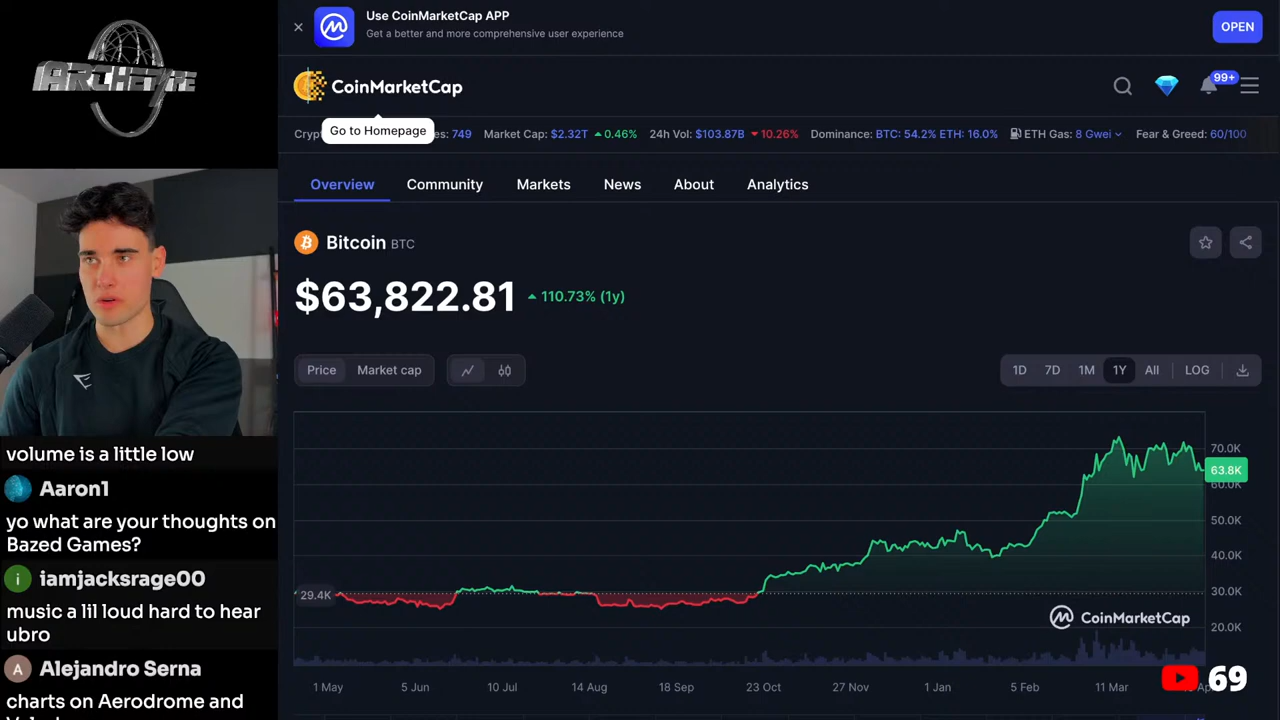 ARCHETYPE
volume is a little low
Aaron1
yo what are your thoughts on
Bazed Games?
i iamjacksrage00
music a lil loud hard to hear
ubro
A Alejandro Serna
charts on Aerodrome and
Use CoinMarketCap APP
Get a better and more comprehensive user experience
OPEN
CoinMarketCap
99+
Go to Homepage
Cryp es: 749 Market Cap: $2.32T 0.46% 24h Vol: $103.87B 10.26% Dominance: BTC: 54.2% ETH: 16.0% ETH Gas: 8 Gwei Fear & Greed: 60/100
Overview Community Markets News About Analytics
Bitcoin BTC
$63,822.81 110.73% (1y)
Price Market cap
1D 7D 1M 1Y All LOG
70.0K
63.8K
60.0K
50.0K
40.0K
29.4K
30.0K
CoinMarketCap
20.0K
1 May 5 Jun 10 Jul 14 Aug 18 Sep 23 Oct 27 Nov 1 Jan 5 Feb 11 Mar
69